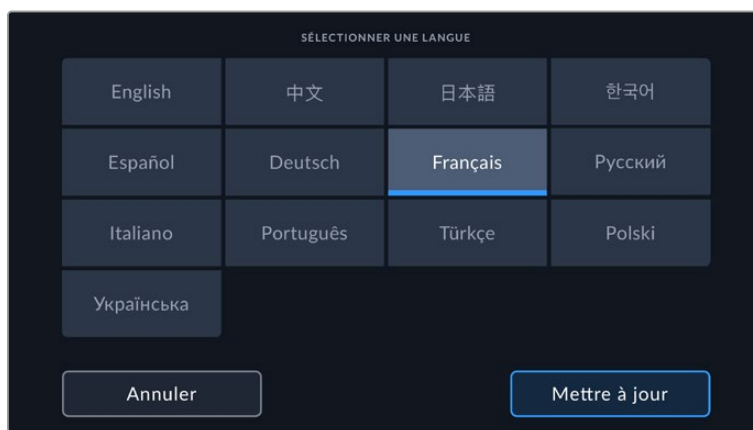 SÉLECTIONNER UNE LANGUE
English 中文 日本語 한국어
Español Deutsch Français Русский
Italiano Português Türkçe Polski
Українська
Annuler Mettre à jour